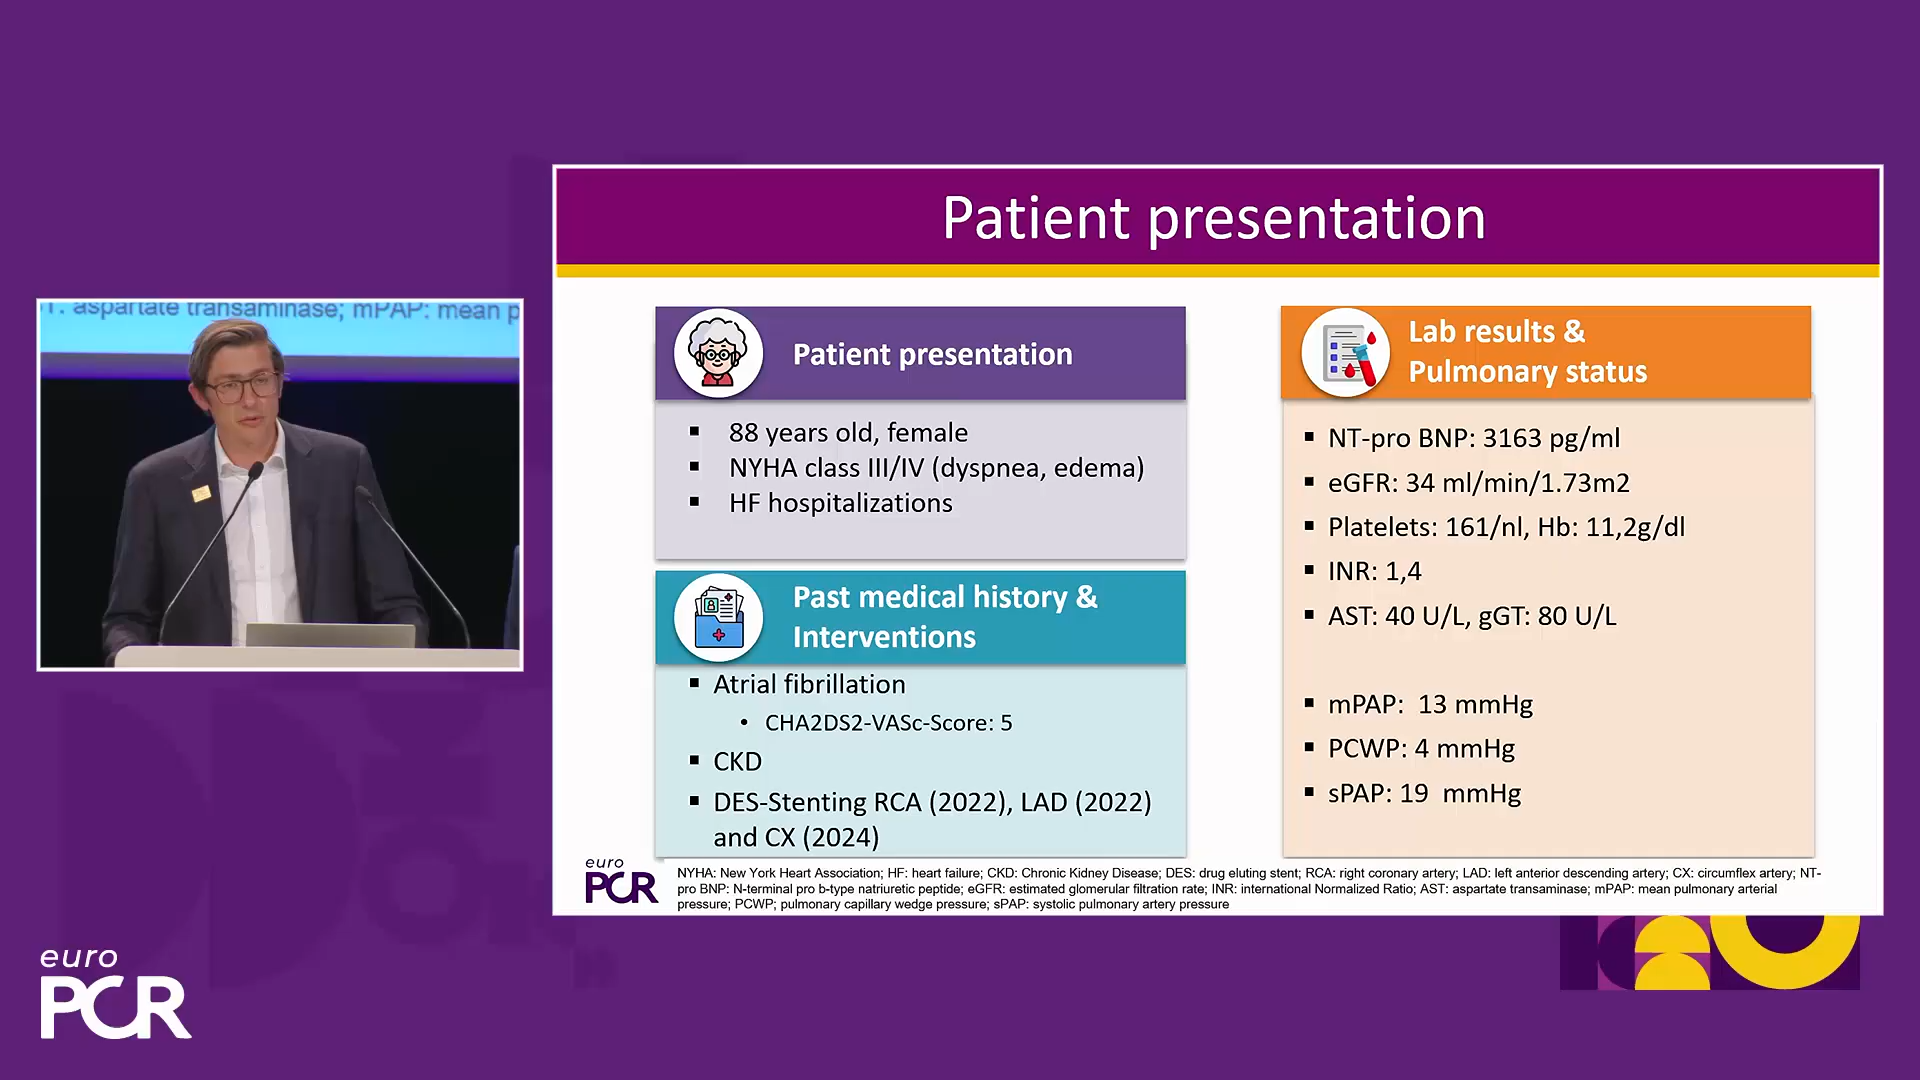 T: aspartate transaminase; mPAP: mean p
Patient presentation
Patient presentation
88 years old, female
NYHA class III/IV (dyspnea, edema)
HF hospitalizations
Past medical history &
Interventions
Atrial fibrillation
CHA2DS2-VASc-Score: 5
CKD
DES-Stenting RCA (2022), LAD (2022)
and CX (2024)
Lab results &
Pulmonary status
NT-pro BNP: 3163 pg/ml
eGFR: 34 ml/min/1.73m2
Platelets: 161/nl, Hb: 11,2g/dl
INR: 1,4
AST: 40 U/L, gGT: 80 U/L
mPAP:  13 mmHg
PCWP: 4 mmHg
sPAP: 19  mmHg
euro
PCR
NYHA: New York Heart Association; HF: heart failure; CKD: Chronic Kidney Disease; DES: drug eluting stent; RCA: right coronary artery; LAD: left anterior descending artery; CX: circumflex artery; NT-
pro BNP: N-terminal pro b-type natriuretic peptide; eGFR: estimated glomerular filtration rate; INR: international Normalized Ratio; AST: aspartate transaminase; mPAP: mean pulmonary arterial
pressure; PCWP; pulmonary capillary wedge pressure; sPAP: systolic pulmonary artery pressure
euro
PCR